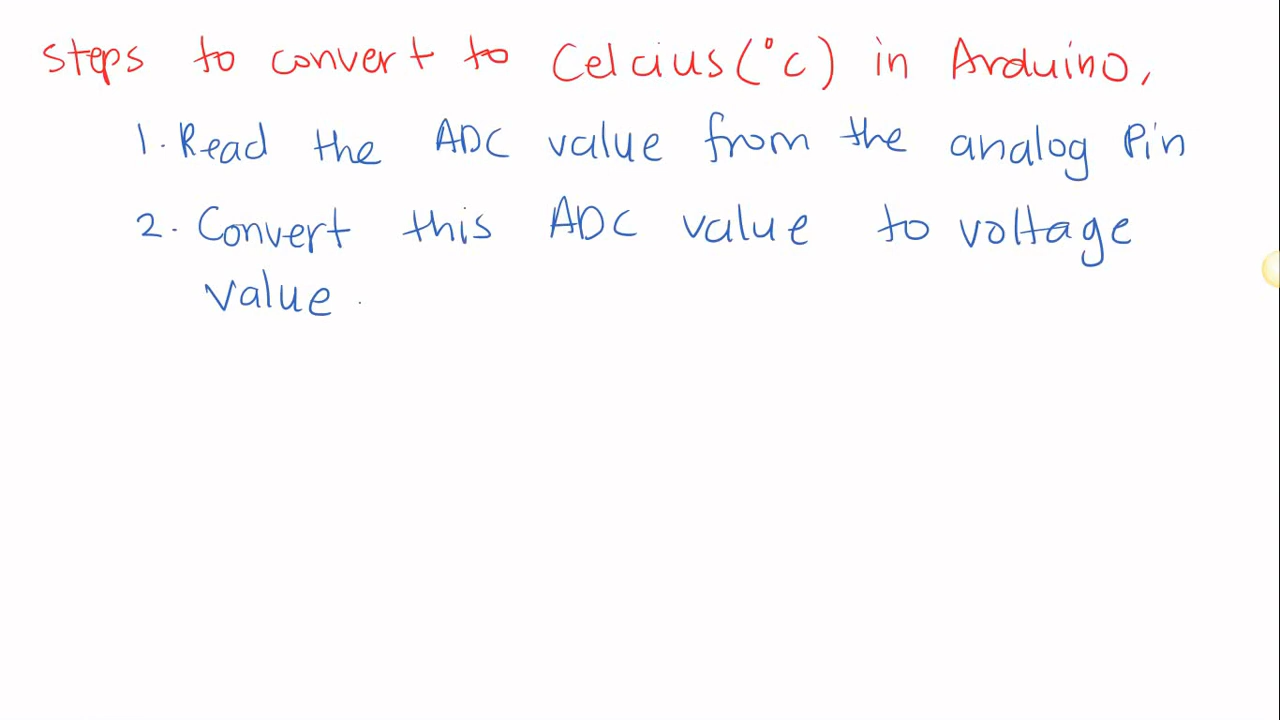 steps to convert to Celcius (°c) in Arduino,
1. Read the ADC value from the analog Pin
2. Convert this ADC value to voltage
value.